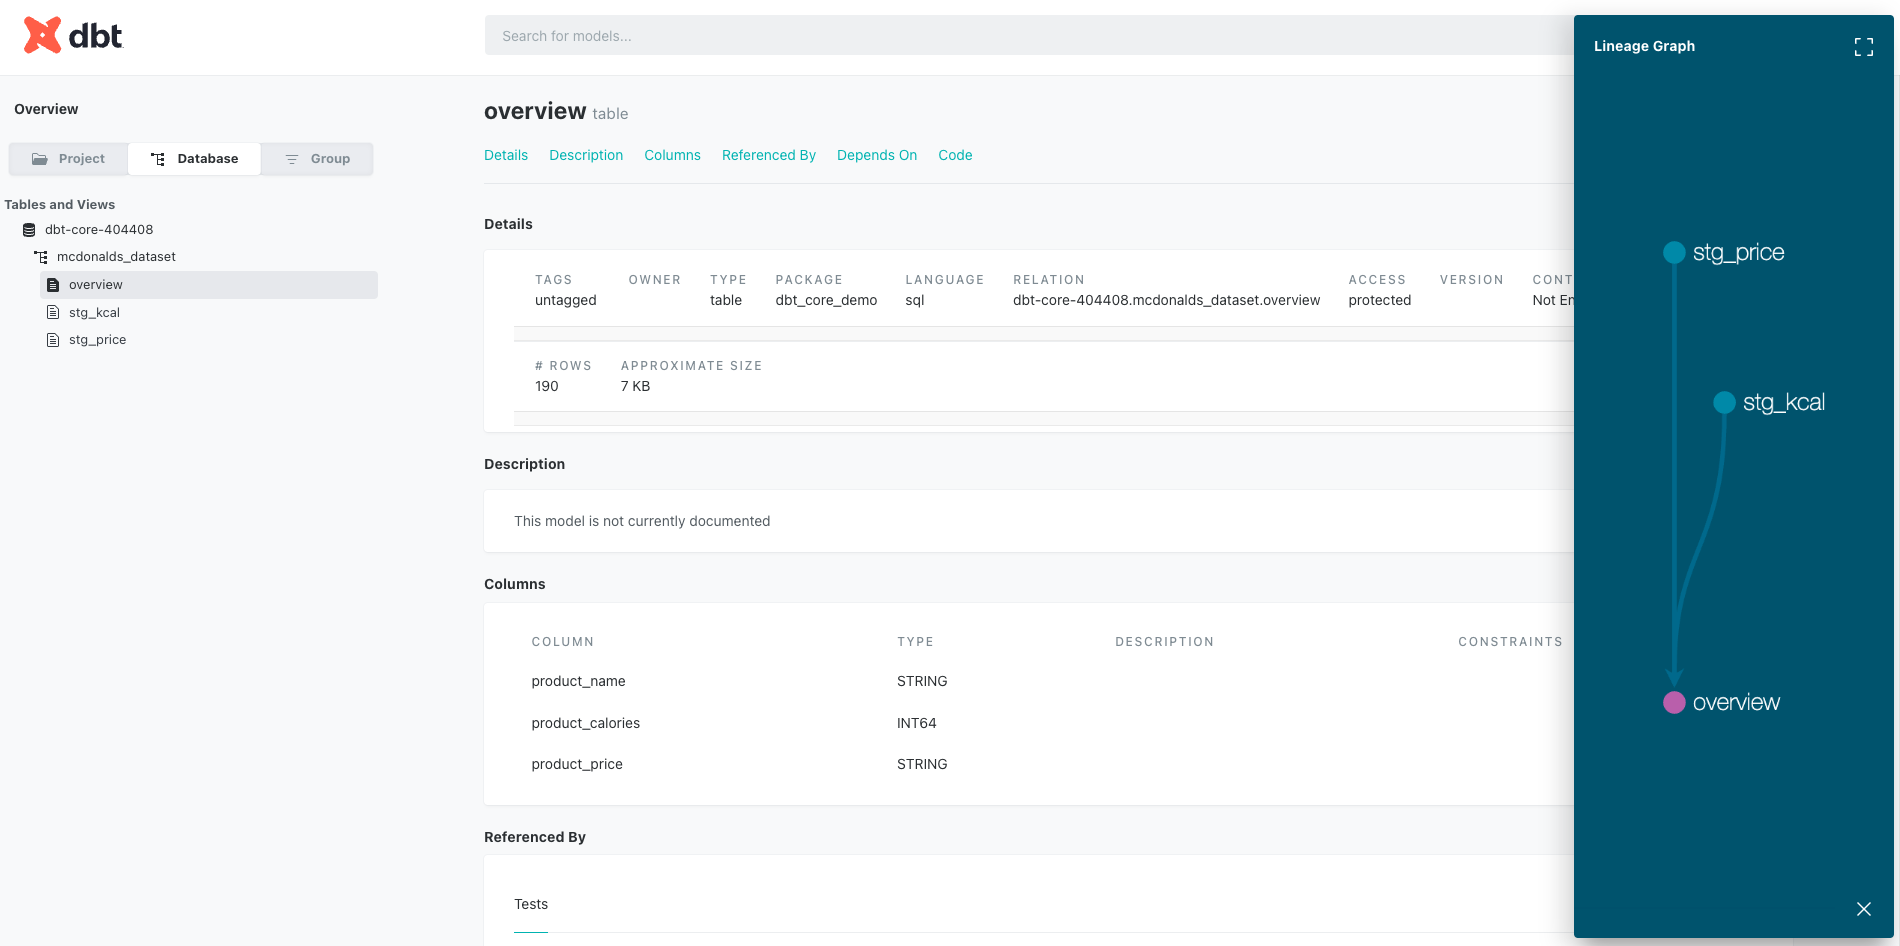 dbt
Search for models...
Overview
Project Database Group
Tables and Views
dbt-core-404408
mcdonalds_dataset
overview
stg_kcal
stg_price
overview table
Details Description Columns Referenced By Depends On Code
Details
TAGS OWNER TYPE PACKAGE LANGUAGE RELATION ACCESS VERSION CONT
untagged table dbt_core_demo sql dbt-core-404408.mcdonalds_dataset.overview protected Not En
# ROWS APPROXIMATE SIZE
190 7 KB
Description
This model is not currently documented
Columns
COLUMN TYPE DESCRIPTION CONSTRAINTS
product_name STRING
product_calories INT64
product_price STRING
Referenced By
Tests
Lineage Graph
stg_price
stg_kcal
overview